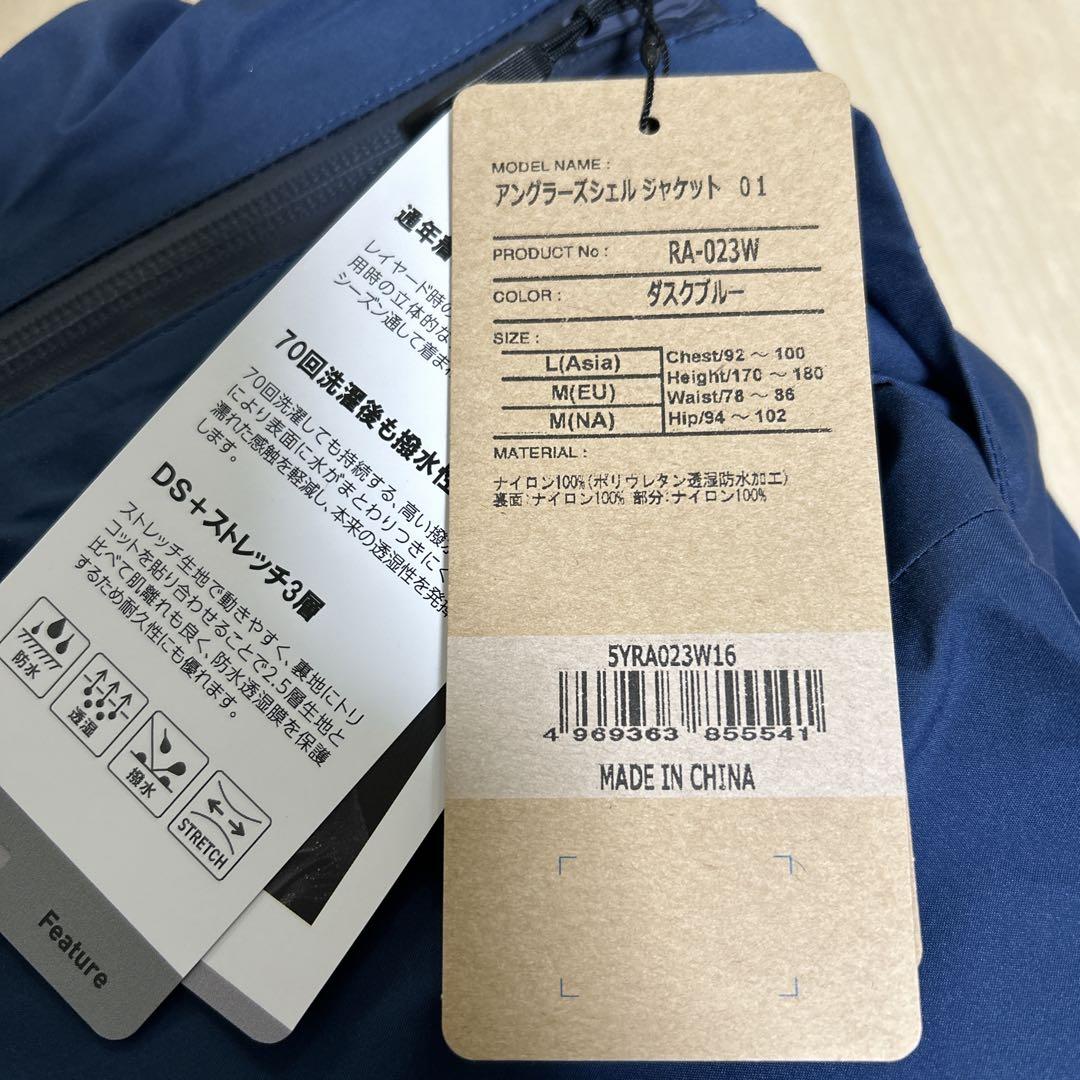 MODEL NAME :
アングラーズシェル ジャケット 01
PRODUCT No : RA-023W
COLOR : ダスクブルー
SIZE :
L(Asia)
M(EU)
M(NA)
Chest/92 ～ 100
Height/170 ～ 180
Waist/78 ～ 86
Hip/94 ～ 102
MATERIAL :
ナイロン100%(ポリウレタン透湿防水加工)
裏面:ナイロン100% 部分:ナイロン100%
5YRA023W16
4 969363 855541
MADE IN CHINA
通年着
レイヤード時の
用時の立体的な
シーズン通して着まわ
70回洗濯後も撥水性
70回洗濯しても持続する、高い撥水
により表面に水がまとわりつきにく
濡れた感触を軽減し、本来の透湿性を発揮
します。
DS＋ストレッチ3層
ストレッチ生地で動きやすく、裏地にトリ
コットを貼り合わせることで2.5層生地と
比べて肌離れも良く、防水透湿膜を保護
するため耐久性にも優れます。
防水
透湿
撥水
STRETCH
Feature